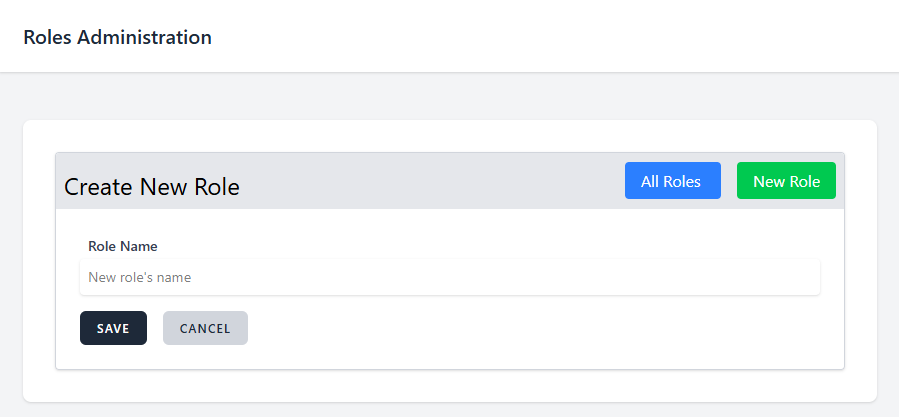 Roles Administration
Create New Role
All Roles
New Role
Role Name
New role's name
SAVE
CANCEL